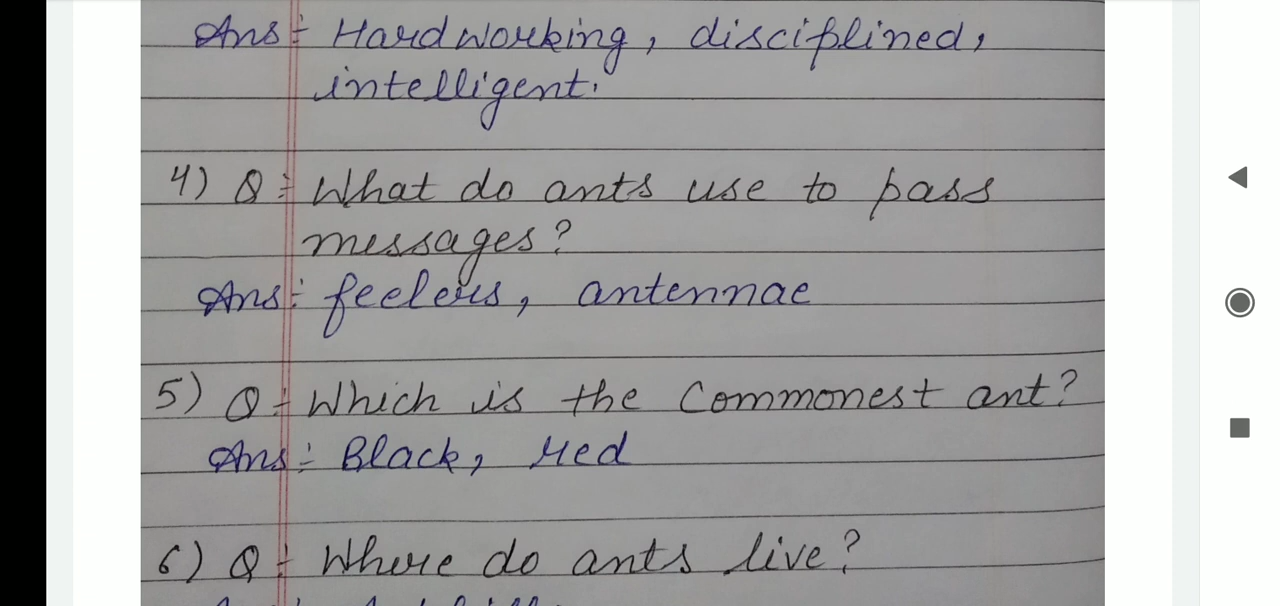 Ans :- Hardworking, disciplined,
intelligent.
4) Q :- What do ants use to pass
messages?
Ans :- feelers, antennae
5) Q :- Which is the Commonest ant?
Ans :- Black, red
6) Q :- Where do ants live?